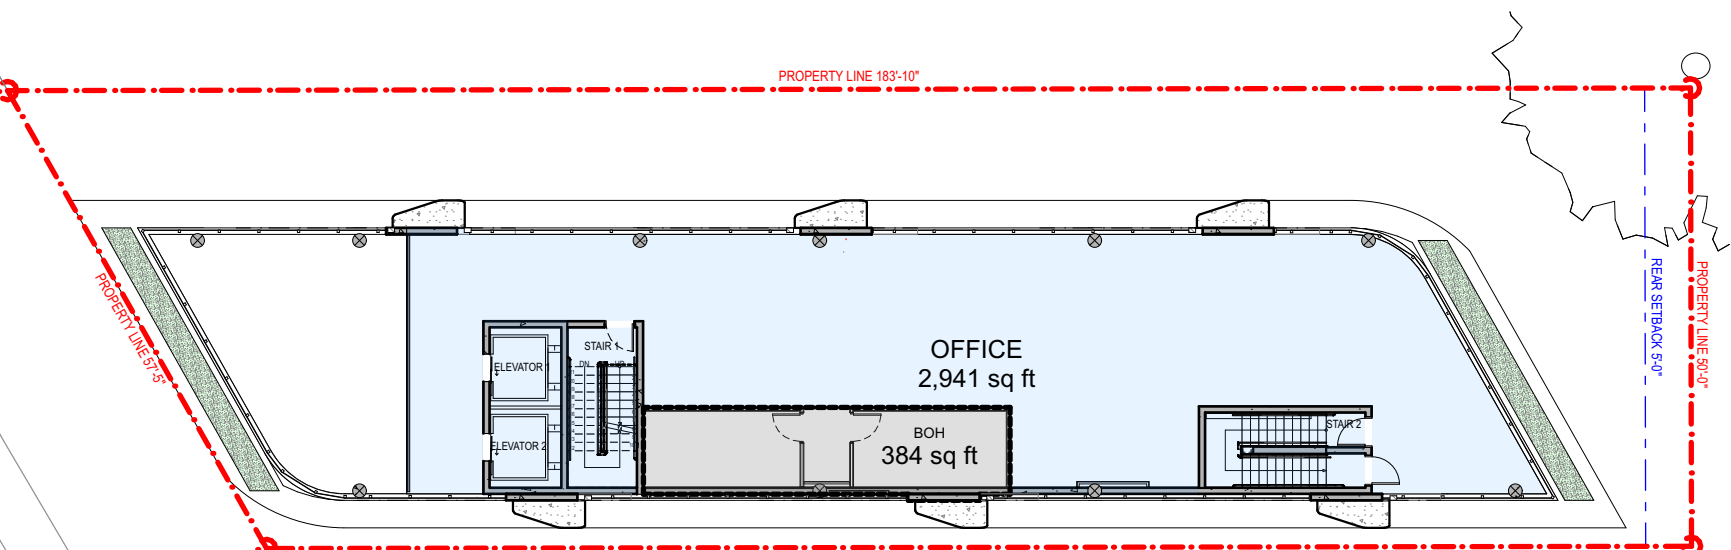 PROPERTY LINE 183'-10"
PROPERTY LINE 57'-5"
REAR SETBACK 5'-0"
PROPERTY LINE 50'-0"
STAIR 1
DN
UP
ELEVATOR 1
ELEVATOR 2
OFFICE
2,941 sq ft
BOH
384 sq ft
STAIR 2